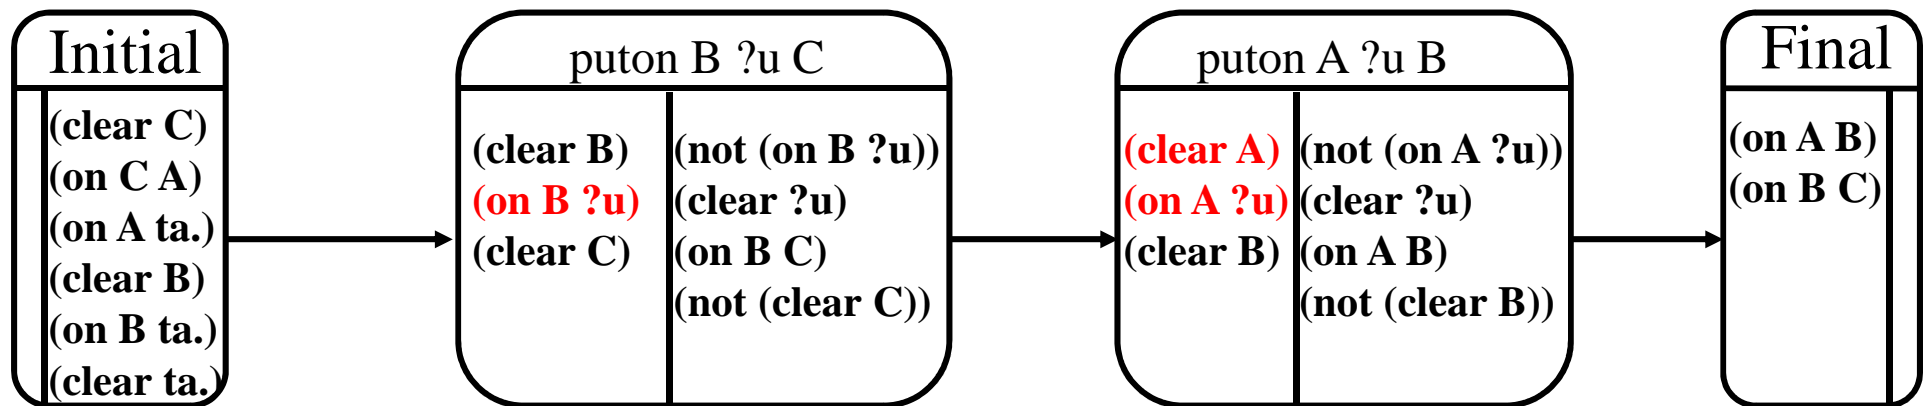 Initial
(clear C)
(on C A)
(on A ta.)
(clear B)
(on B ta.)
(clear ta.)
puton B ?u C
(clear B)
(on B ?u)
(clear C)
(not (on B ?u))
(clear ?u)
(on B C)
(not (clear C))
puton A ?u B
(clear A)
(on A ?u)
(clear B)
(not (on A ?u))
(clear ?u)
(on A B)
(not (clear B))
Final
(on A B)
(on B C)